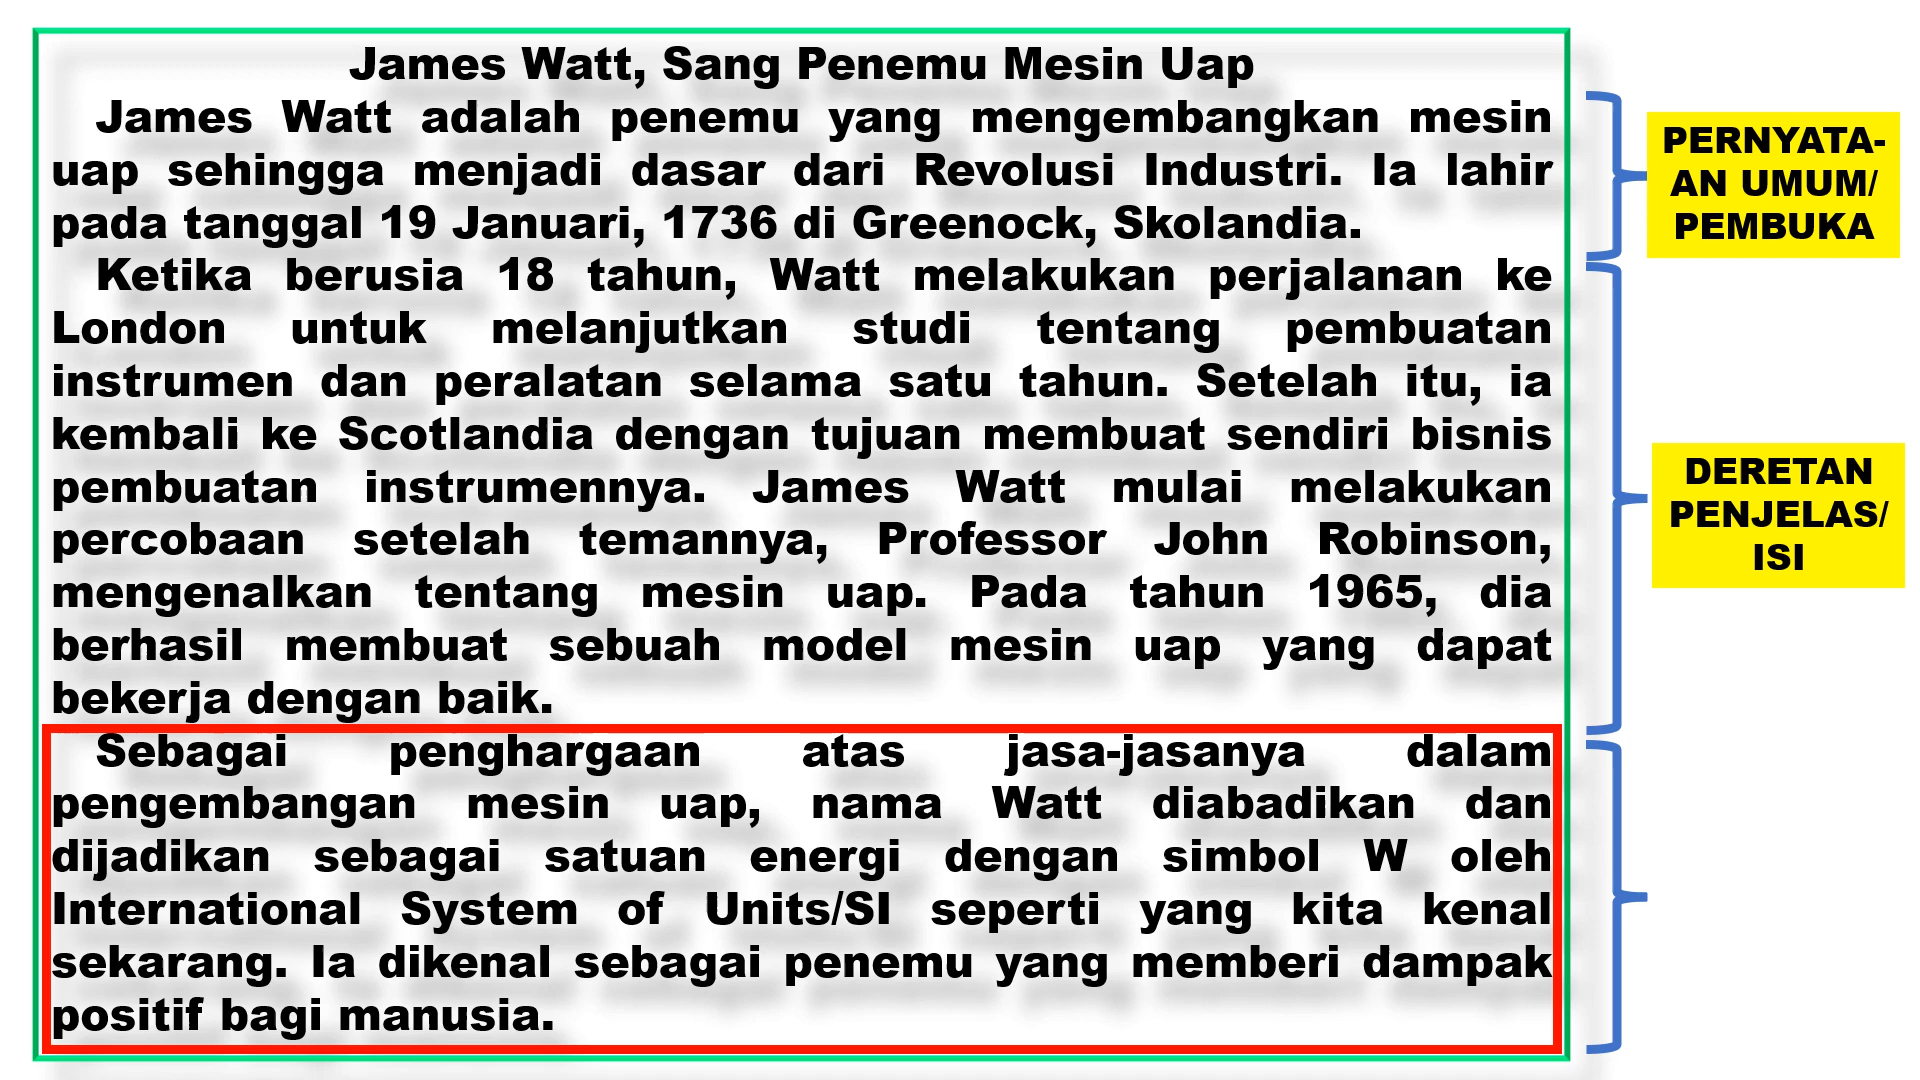 James Watt, Sang Penemu Mesin Uap
James Watt adalah penemu yang mengembangkan mesin
uap sehingga menjadi dasar dari Revolusi Industri. Ia lahir
pada tanggal 19 Januari, 1736 di Greenock, Skolandia.
Ketika berusia 18 tahun, Watt melakukan perjalanan ke
London untuk melanjutkan studi tentang pembuatan
instrumen dan peralatan selama satu tahun. Setelah itu, ia
kembali ke Scotlandia dengan tujuan membuat sendiri bisnis
pembuatan instrumennya. James Watt mulai melakukan
percobaan setelah temannya, Professor John Robinson,
mengenalkan tentang mesin uap. Pada tahun 1965, dia
berhasil membuat sebuah model mesin uap yang dapat
bekerja dengan baik.
Sebagai penghargaan atas jasa-jasanya dalam
pengembangan mesin uap, nama Watt diabadikan dan
dijadikan sebagai satuan energi dengan simbol W oleh
International System of Units/SI seperti yang kita kenal
sekarang. Ia dikenal sebagai penemu yang memberi dampak
positif bagi manusia.
PERNYATA-
AN UMUM/
PEMBUKA
DERETAN
PENJELAS/
ISI